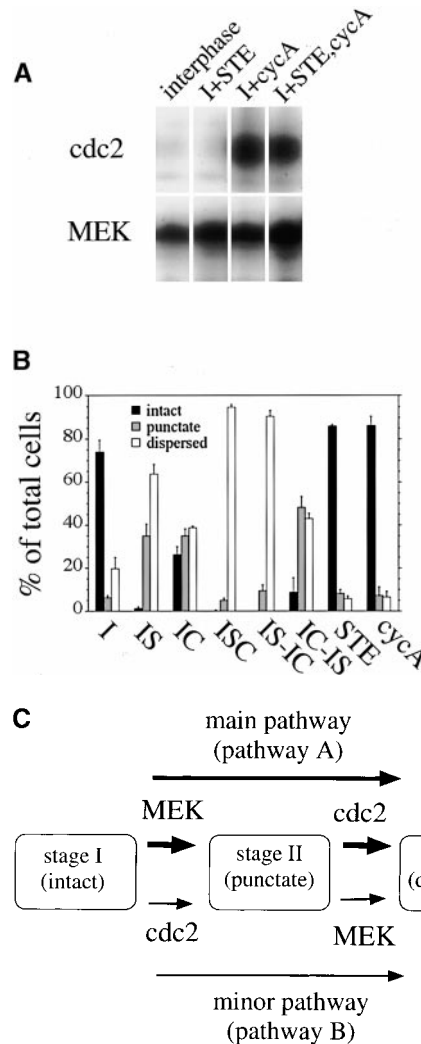 A
interphase
I+STE
I+cycA
I+STE,cycA
cdc2
MEK
B
% of total cells
100
80
60
40
20
0
intact
punctate
dispersed
I
IS
IC
ISC
IS-IC
IC-IS
STE
cycA
C
main pathway
(pathway A)
MEK
cdc2
stage I
(intact)
stage II
(punctate)
(d
cdc2
MEK
minor pathway
(pathway B)